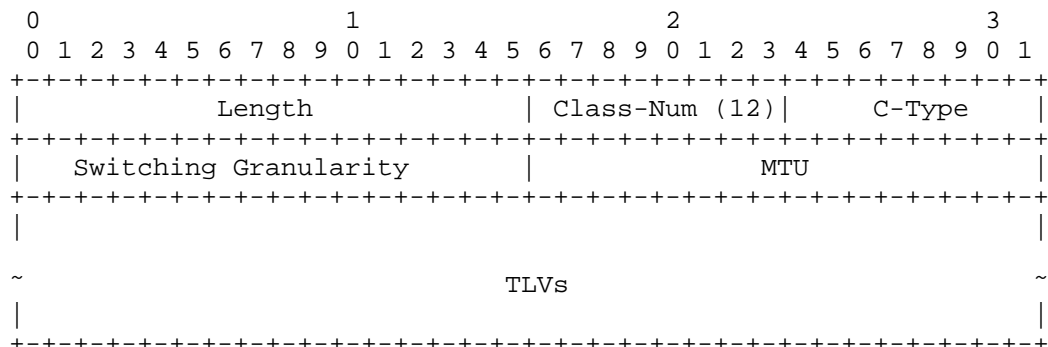 0                   1                   2                   3
 0 1 2 3 4 5 6 7 8 9 0 1 2 3 4 5 6 7 8 9 0 1 2 3 4 5 6 7 8 9 0 1
+-+-+-+-+-+-+-+-+-+-+-+-+-+-+-+-+-+-+-+-+-+-+-+-+-+-+-+-+-+-+-+-+
|            Length             | Class-Num (12)|     C-Type    |
+-+-+-+-+-+-+-+-+-+-+-+-+-+-+-+-+-+-+-+-+-+-+-+-+-+-+-+-+-+-+-+-+
|   Switching Granularity       |              MTU              |
+-+-+-+-+-+-+-+-+-+-+-+-+-+-+-+-+-+-+-+-+-+-+-+-+-+-+-+-+-+-+-+-+
|                                                               |
~                              TLVs                             ~
|                                                               |
+-+-+-+-+-+-+-+-+-+-+-+-+-+-+-+-+-+-+-+-+-+-+-+-+-+-+-+-+-+-+-+-+